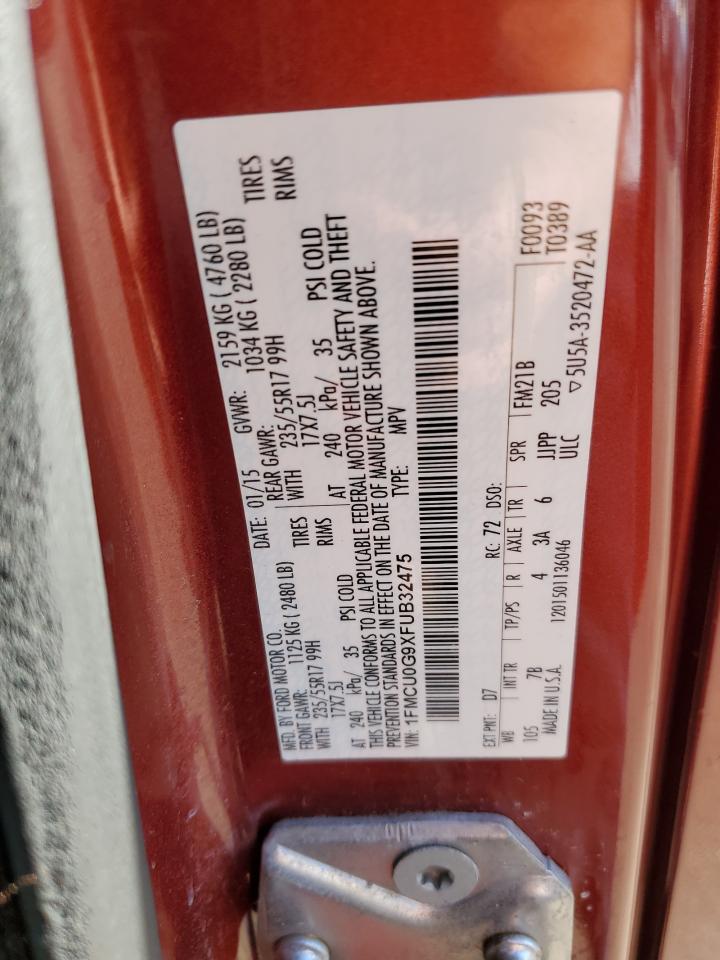 MFD. BY FORD MOTOR CO.
DATE: 01/15 GVWR: 2159 KG ( 4760 LB)
FRONT GAWR: 1125 KG ( 2480 LB) REAR GAWR: 1034 KG ( 2280 LB)
WITH 235/55R17 99H TIRES WITH 235/55R17 99H TIRES
17X7.5J RIMS 17X7.5J RIMS
AT 240 kPa/ 35 PSI COLD AT 240 kPa/ 35 PSI COLD
THIS VEHICLE CONFORMS TO ALL APPLICABLE FEDERAL MOTOR VEHICLE SAFETY AND THEFT
PREVENTION STANDARDS IN EFFECT ON THE DATE OF MANUFACTURE SHOWN ABOVE.
VIN: 1FMCU0G9XFUB32475 TYPE: MPV
EXT PNT: D7 RC: 72 DSO:
WB INT TR TP/PS R AXLE TR SPR FM21B F0093
105 7B 4 3A 6 JJPP 205 T0389
MADE IN U.S.A. 1201501136046 ULC
▽5U5A-3520472-AA